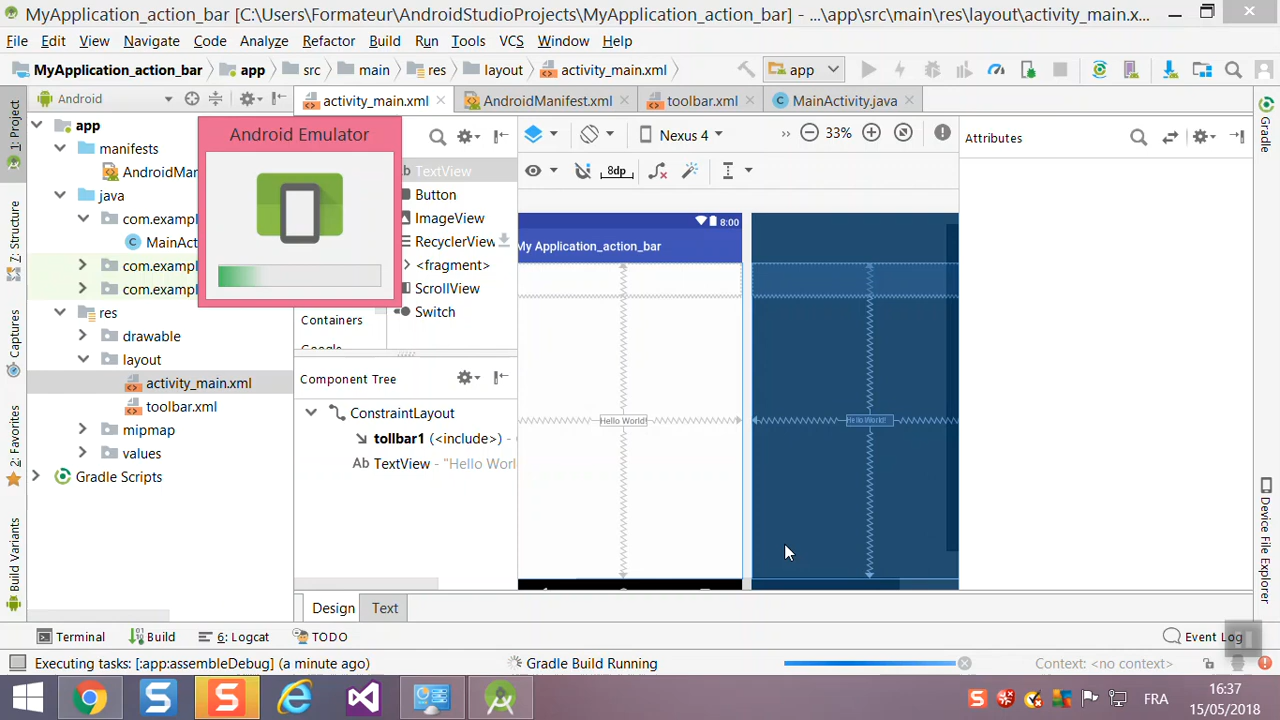 MyApplication_action_bar [C:\Users\Formateur\AndroidStudioProjects\MyApplication_action_bar] - ...\app\src\main\res\layout\activity_main.x...
File Edit View Navigate Code Analyze Refactor Build Run Tools VCS Window Help
MyApplication_action_bar app src main res layout activity_main.xml app
Android activity_main.xml AndroidManifest.xml toolbar.xml MainActivity.java
1: Project
Z: Structure
Captures
2: Favorites
Build Variants
app
manifests
AndroidMar
java
com.exampl
MainAct
com.exampl
com.exampl
res
drawable
layout
activity_main.xml
toolbar.xml
mipmap
values
Gradle Scripts
Android Emulator
TextView
Button
ImageView
RecyclerView
<fragment>
ScrollView
Switch
Containers
Google
Component Tree
ConstraintLayout
tollbar1 (<include>) -
Ab TextView - "Hello Worl
Nexus 4 33%
8dp
8:00
My Application_action_bar
Hello World!
Hello World!
Attributes
Gradle
Device File Explorer
Design Text
Terminal Build 6: Logcat TODO Event Log
Executing tasks: [:app:assembleDebug] (a minute ago) Gradle Build Running Context: <no context>
FRA
16:37
15/05/2018